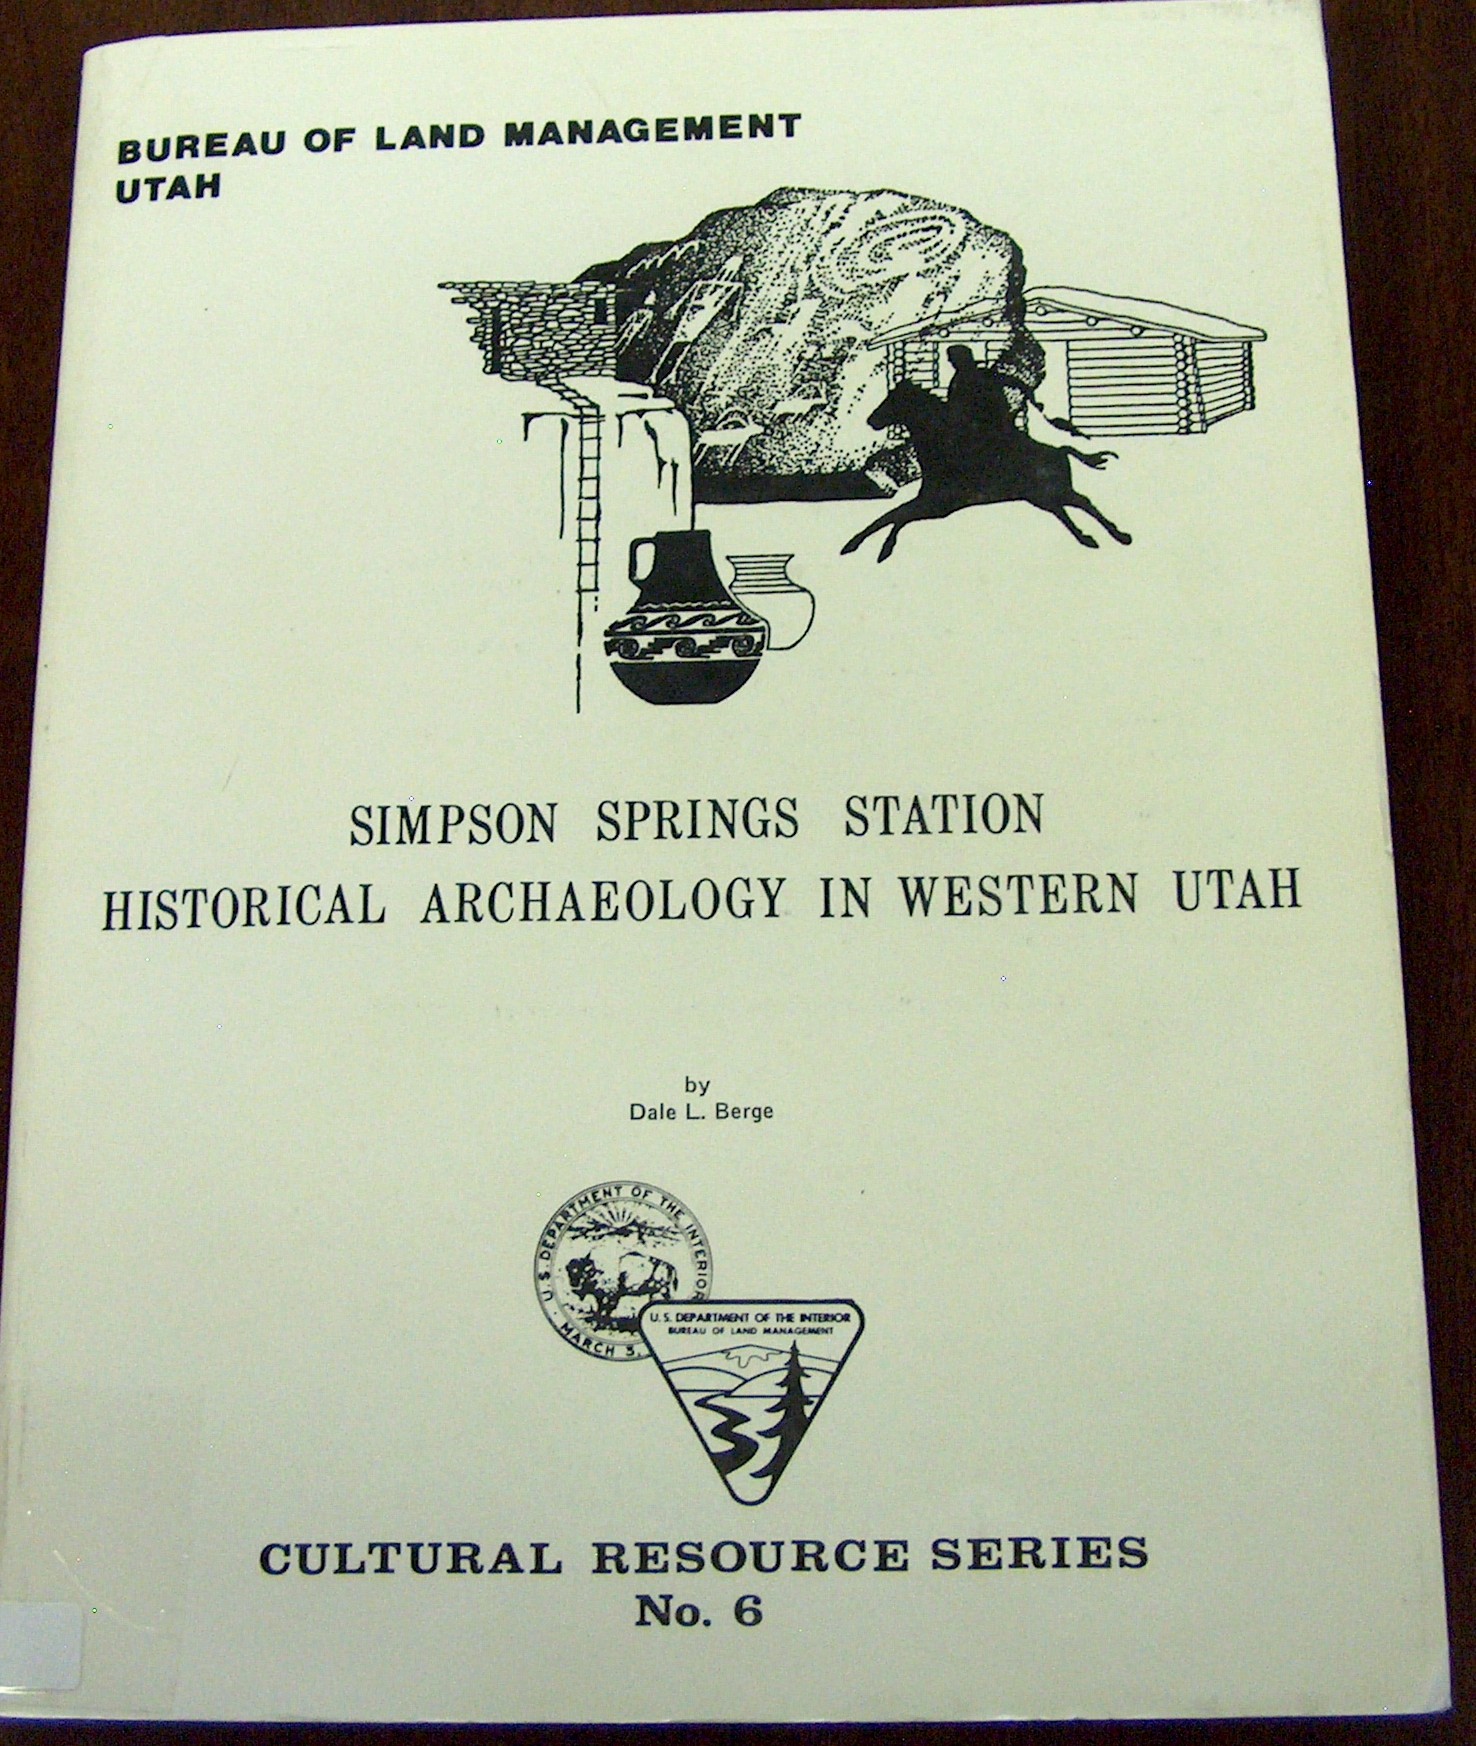 BUREAU OF LAND MANAGEMENT
UTAH
SIMPSON SPRINGS STATION
HISTORICAL ARCHAEOLOGY IN WESTERN UTAH
by
Dale L. Berge
U.S. DEPARTMENT OF THE INTERIOR
MARCH 3,
U.S. DEPARTMENT OF THE INTERIOR
BUREAU OF LAND MANAGEMENT
CULTURAL RESOURCE SERIES
No. 6